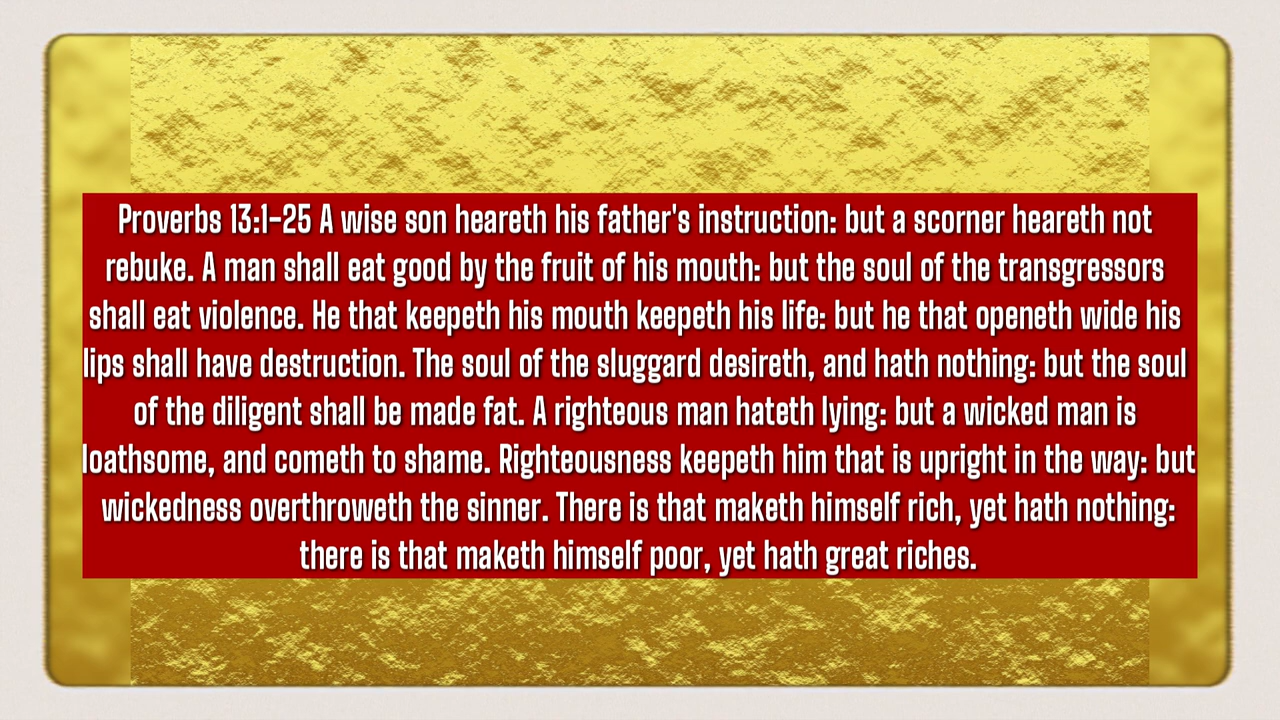 Proverbs 13:1-25 A wise son heareth his father's instruction: but a scorner heareth not
rebuke. A man shall eat good by the fruit of his mouth: but the soul of the transgressors
shall eat violence. He that keepeth his mouth keepeth his life: but he that openeth wide his
lips shall have destruction. The soul of the sluggard desireth, and hath nothing: but the soul
of the diligent shall be made fat. A righteous man hateth lying: but a wicked man is
loathsome, and cometh to shame. Righteousness keepeth him that is upright in the way: but
wickedness overthroweth the sinner. There is that maketh himself rich, yet hath nothing:
there is that maketh himself poor, yet hath great riches.